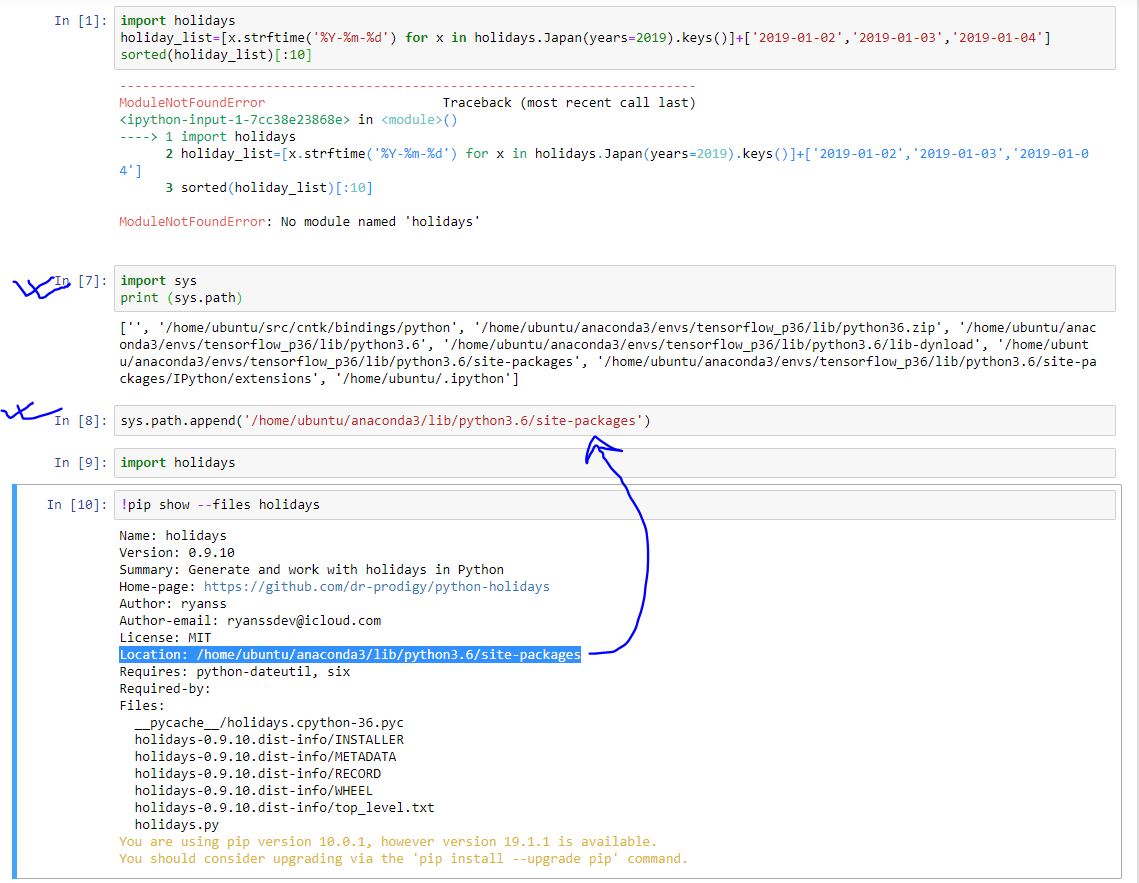 In [1]: import holidays
holiday_list=[x.strftime('%Y-%m-%d') for x in holidays.Japan(years=2019).keys()]+['2019-01-02','2019-01-03','2019-01-04']
sorted(holiday_list)[:10]
---------------------------------------------------------------------------
ModuleNotFoundError                       Traceback (most recent call last)
<ipython-input-1-7cc38e23868e> in <module>()
----> 1 import holidays
      2 holiday_list=[x.strftime('%Y-%m-%d') for x in holidays.Japan(years=2019).keys()]+['2019-01-02','2019-01-03','2019-01-0
4']
      3 sorted(holiday_list)[:10]
ModuleNotFoundError: No module named 'holidays'
In [7]: import sys
print (sys.path)
['', '/home/ubuntu/src/cntk/bindings/python', '/home/ubuntu/anaconda3/envs/tensorflow_p36/lib/python36.zip', '/home/ubuntu/anac
onda3/envs/tensorflow_p36/lib/python3.6', '/home/ubuntu/anaconda3/envs/tensorflow_p36/lib/python3.6/lib-dynload', '/home/ubunt
u/anaconda3/envs/tensorflow_p36/lib/python3.6/site-packages', '/home/ubuntu/anaconda3/envs/tensorflow_p36/lib/python3.6/site-pa
ckages/IPython/extensions', '/home/ubuntu/.ipython']
In [8]: sys.path.append('/home/ubuntu/anaconda3/lib/python3.6/site-packages')
In [9]: import holidays
In [10]: !pip show --files holidays
Name: holidays
Version: 0.9.10
Summary: Generate and work with holidays in Python
Home-page: https://github.com/dr-prodigy/python-holidays
Author: ryanss
Author-email: ryanssdev@icloud.com
License: MIT
Location: /home/ubuntu/anaconda3/lib/python3.6/site-packages
Requires: python-dateutil, six
Required-by:
Files:
  __pycache__/holidays.cpython-36.pyc
  holidays-0.9.10.dist-info/INSTALLER
  holidays-0.9.10.dist-info/METADATA
  holidays-0.9.10.dist-info/RECORD
  holidays-0.9.10.dist-info/WHEEL
  holidays-0.9.10.dist-info/top_level.txt
  holidays.py
You are using pip version 10.0.1, however version 19.1.1 is available.
You should consider upgrading via the 'pip install --upgrade pip' command.